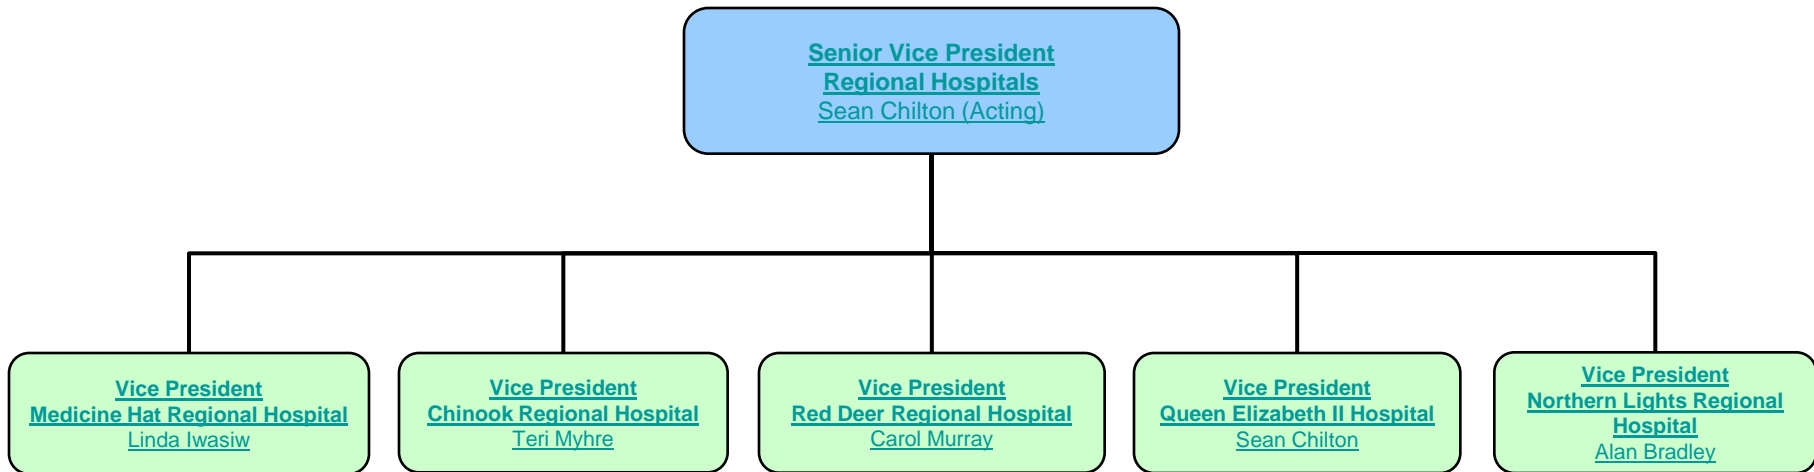 Senior Vice President
Regional Hospitals
Sean Chilton (Acting)
Vice President
Medicine Hat Regional Hospital
Linda Iwasiw
Vice President
Chinook Regional Hospital
Teri Myhre
Vice President
Red Deer Regional Hospital
Carol Murray
Vice President
Queen Elizabeth II Hospital
Sean Chilton
Vice President
Northern Lights Regional
Hospital
Alan Bradley